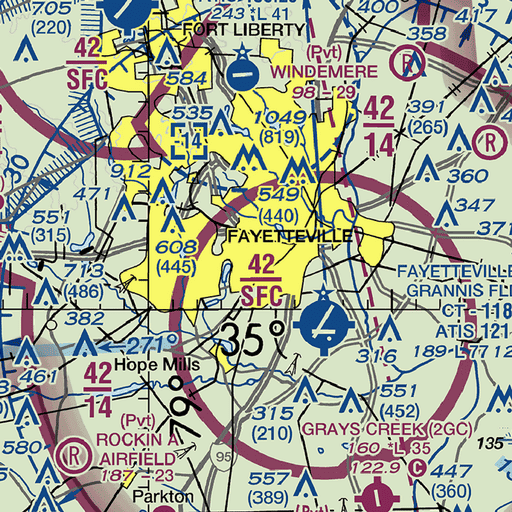 705
(220)
243 *L 41
FORT LIBERTY
400
417
358
42
SFC
584
(Pvt)
WINDEMERE
98 - 29
R
535
-14
1049
(819)
42
14
391
(265)
R
912
471
549
(440)
360
347
371
551
(315)
FAYETTEVILLE
608
(445)
713
(486)
42
SFC
FAYETTEVILLE
GRANNIS FL
CT - 118
ATIS 121
189 L 77 12
382
35°
316
271°
Hope Mills
461
42
14
79°
551
(452)
315
(210)
(Pvt)
ROCKIN A
AIRFIELD
187 - 23
R
GRAYS CREEK (2GC)
160 *L 35
122.9 C
135
580
95
447
(360)
557
(389)
Parkton
(Pvt)